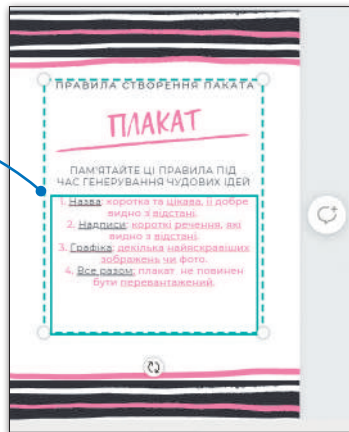 ПРАВИЛА СТВОРЕННЯ ПАКАТА
ПЛАКАТ
ПАМ'ЯТАЙТЕ ЦІ ПРАВИЛА ПІД
ЧАС ГЕНЕРУВАННЯ ЧУДОВИХ ІДЕЙ
1. Назва: коротка та цікава, її добре
видно з відстані.
2. Надписи: короткі речення, які
видно з відстані.
3. Графіка: декілька найяскравіших
зображень чи фото.
4. Все разом: плакат не повинен
бути перевантажений.